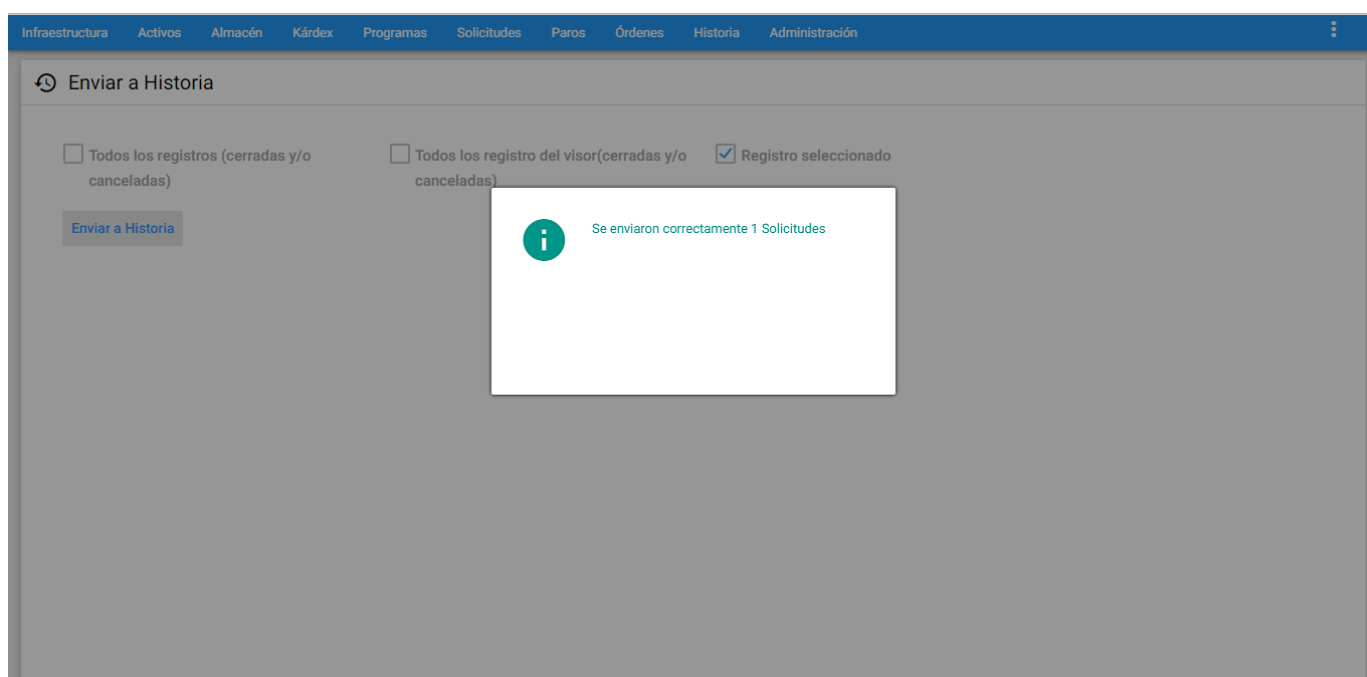 Infraestructura Activos Almacén Kárdex Programas Solicitudes Paros Órdenes Historia Administración
Enviar a Historia
Todos los registros (cerradas y/o
canceladas)
Todos los registro del visor(cerradas y/o
canceladas)
Registro seleccionado
Enviar a Historia
Se enviaron correctamente 1 Solicitudes